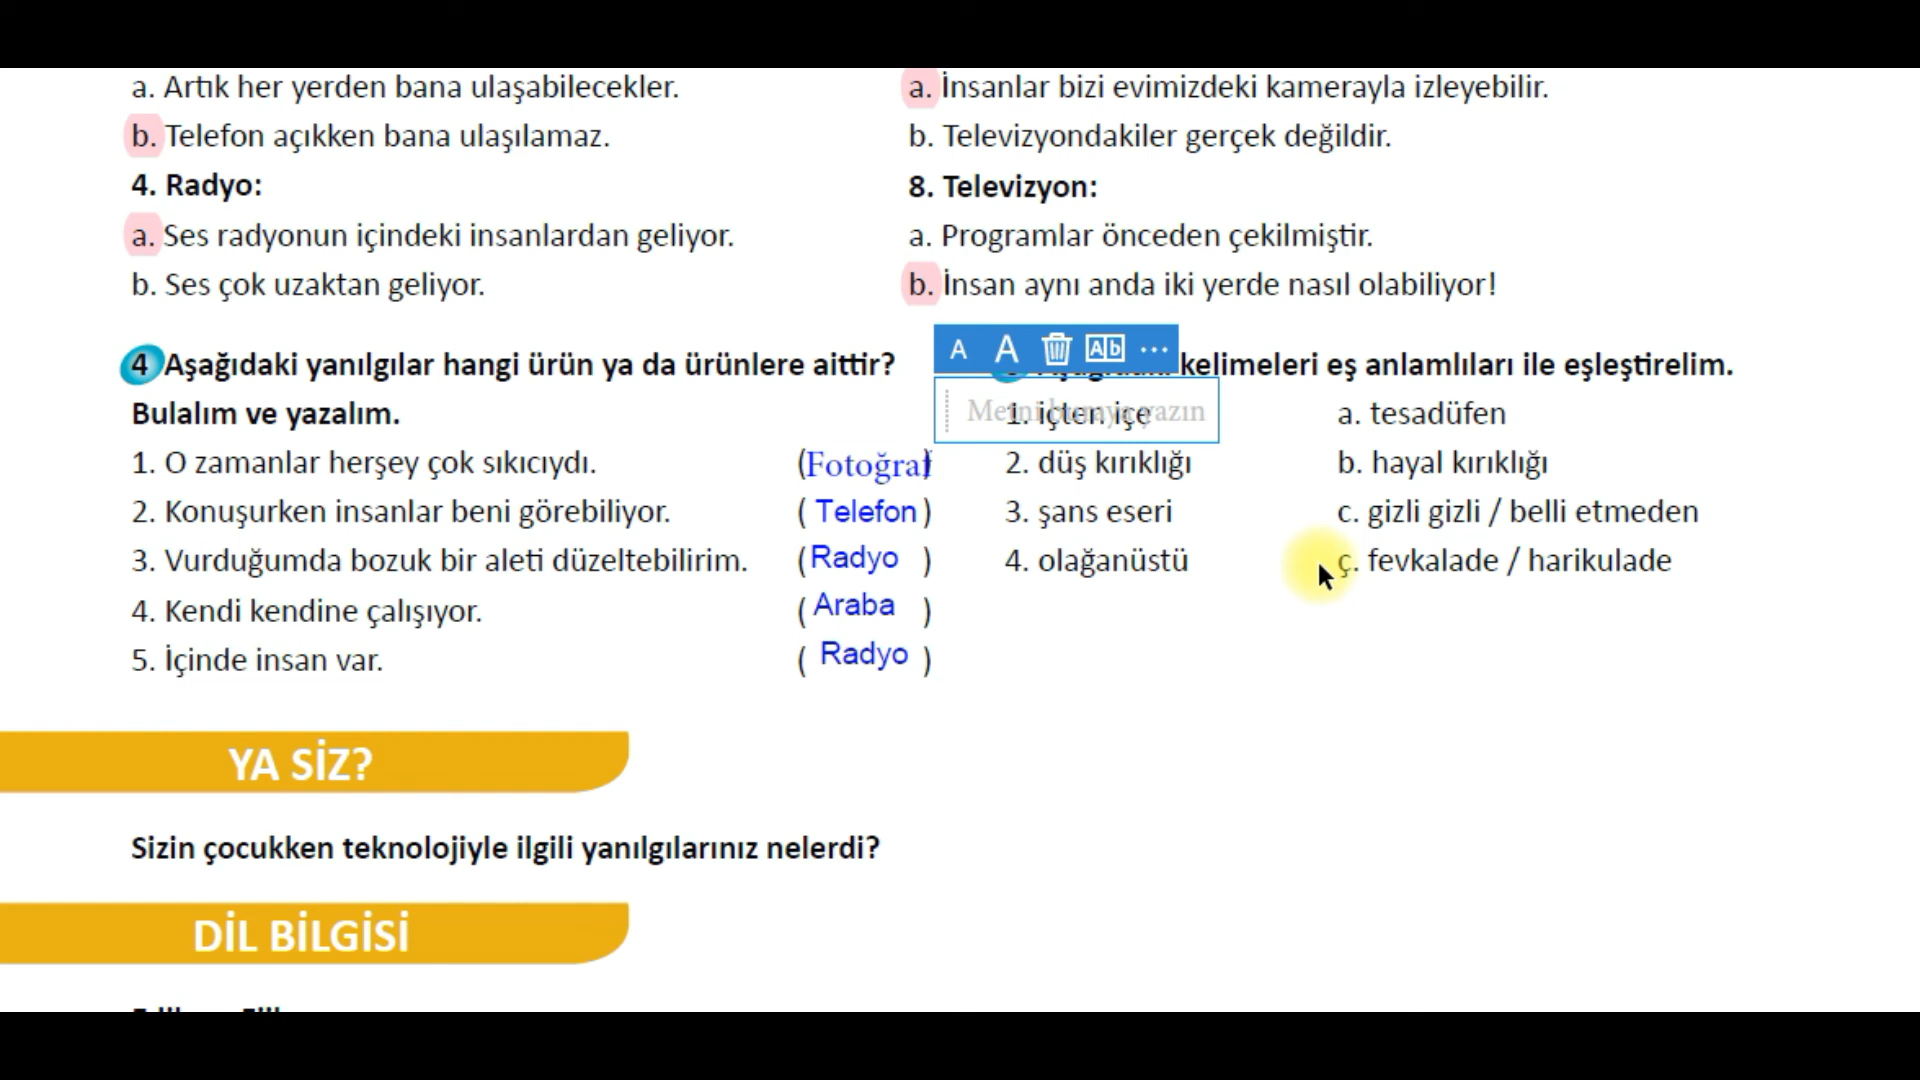 a. Artık her yerden bana ulaşabilecekler.
b. Telefon açıkken bana ulaşılamaz.
4. Radyo:
a. Ses radyonun içindeki insanlardan geliyor.
b. Ses çok uzaktan geliyor.
a. İnsanlar bizi evimizdeki kamerayla izleyebilir.
b. Televizyondakiler gerçek değildir.
8. Televizyon:
a. Programlar önceden çekilmiştir.
b. İnsan aynı anda iki yerde nasıl olabiliyor!
4 Aşağıdaki yanılgılar hangi ürün ya da ürünlere aittir?
Bulalım ve yazalım.
1. O zamanlar herşey çok sıkıcıydı. (Fotoğraf)
2. Konuşurken insanlar beni görebiliyor. ( Telefon )
3. Vurduğumda bozuk bir aleti düzeltebilirim. ( Radyo )
4. Kendi kendine çalışıyor. ( Araba )
5. İçinde insan var. ( Radyo )
A A Ab ...
kelimeleri eş anlamlıları ile eşleştirelim.
Metni buraya yazın
1. içten içe a. tesadüfen
2. düş kırıklığı b. hayal kırıklığı
3. şans eseri c. gizli gizli / belli etmeden
4. olağanüstü ç. fevkalade / harikulade
YA SİZ?
Sizin çocukken teknolojiyle ilgili yanılgılarınız nelerdi?
DİL BİLGİSİ